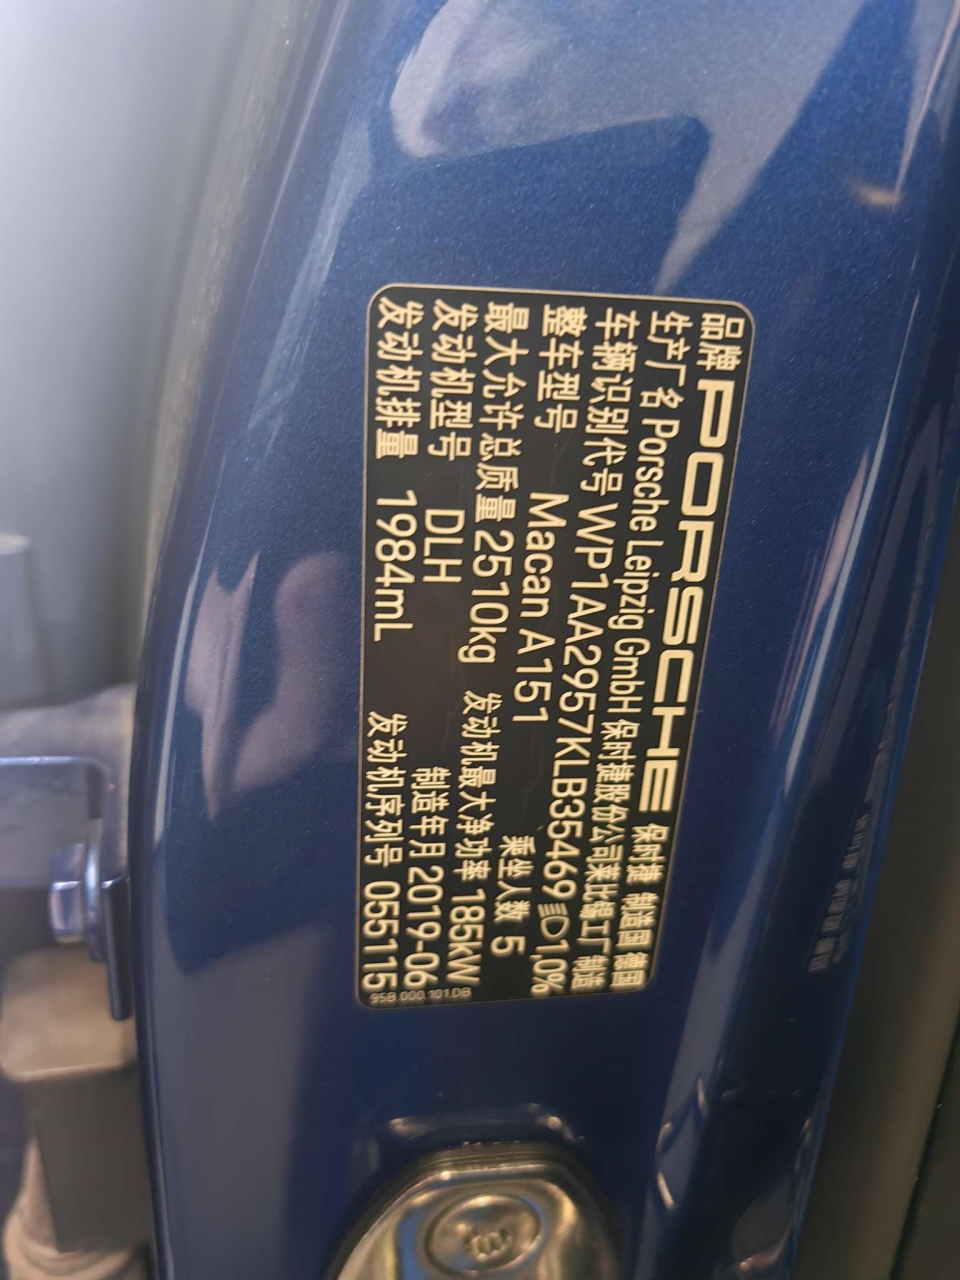 品牌 PORSCHE 保时捷 制造国 德国
生产厂名 Porsche Leipzig GmbH 保时捷股份公司莱比锡工厂制造
车辆识别代号 WP1AA2957KLB35469 1,0%
整车型号 Macan A151 乘坐人数 5
最大允许总质量 2510kg 发动机最大净功率 185kW
发动机型号 DLH 制造年月 2019-06
发动机排量 1984mL 发动机序列号 055115
95B.000.101.DB